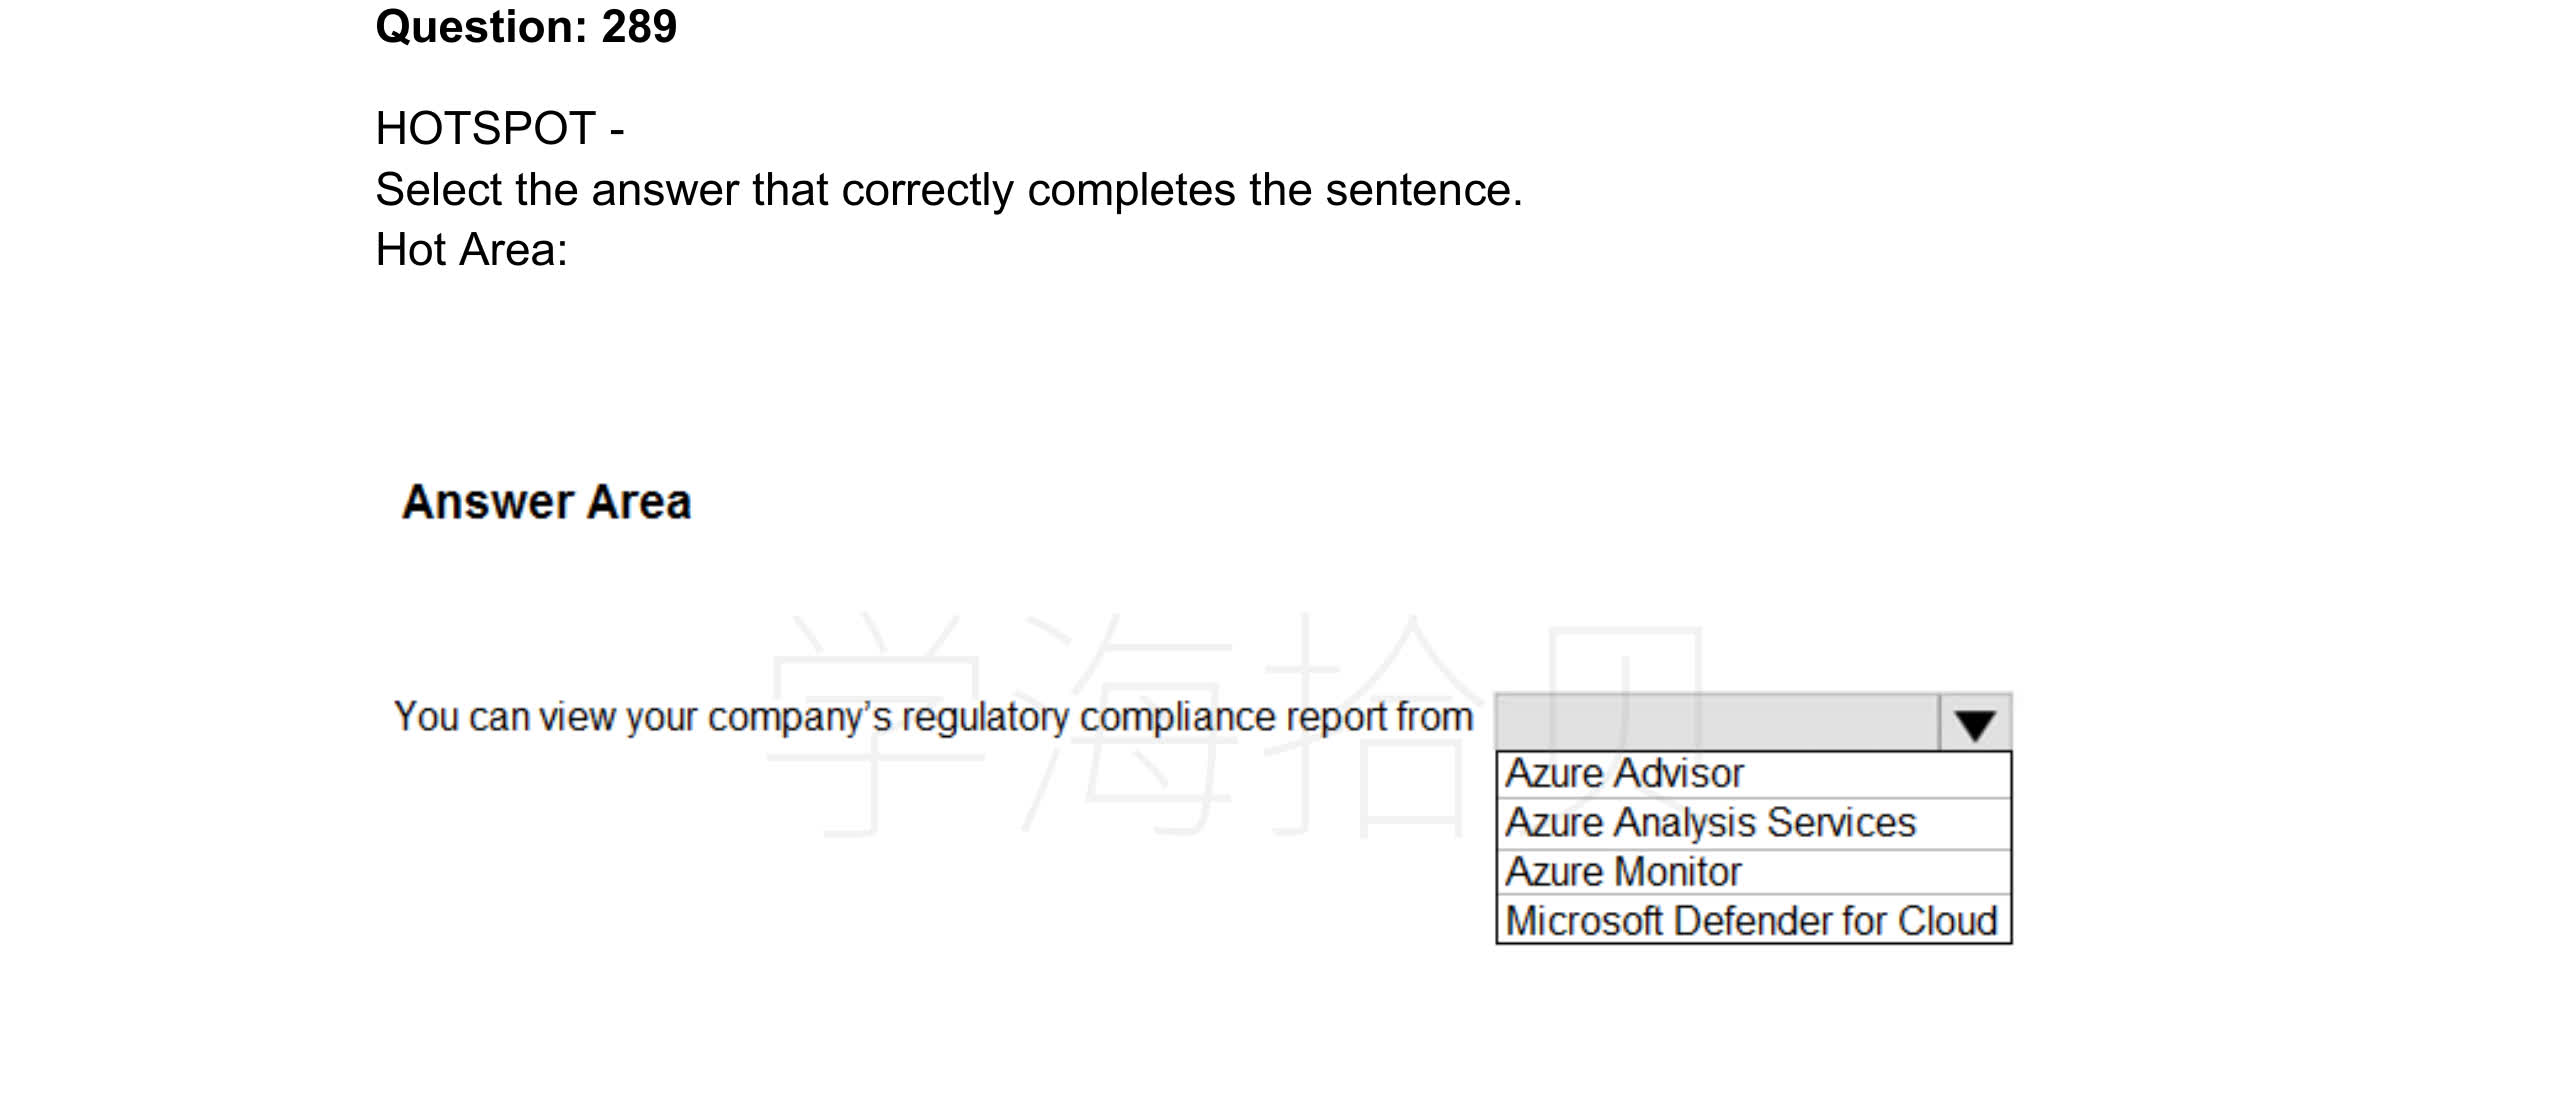 Question: 289
HOTSPOT -
Select the answer that correctly completes the sentence.
Hot Area:
Answer Area
学海拾贝
You can view your company’s regulatory compliance report from
Azure Advisor
Azure Analysis Services
Azure Monitor
Microsoft Defender for Cloud